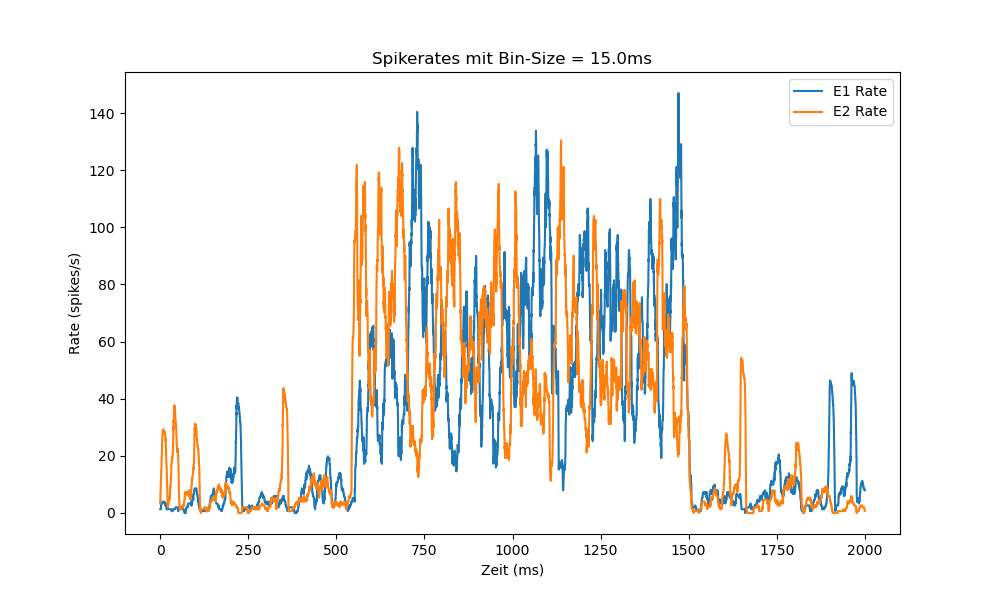 Spikerates mit Bin-Size = 15.0ms
E1 Rate
E2 Rate
140
120
100
80
60
40
20
0
Rate (spikes/s)
0 250 500 750 1000 1250 1500 1750 2000
Zeit (ms)